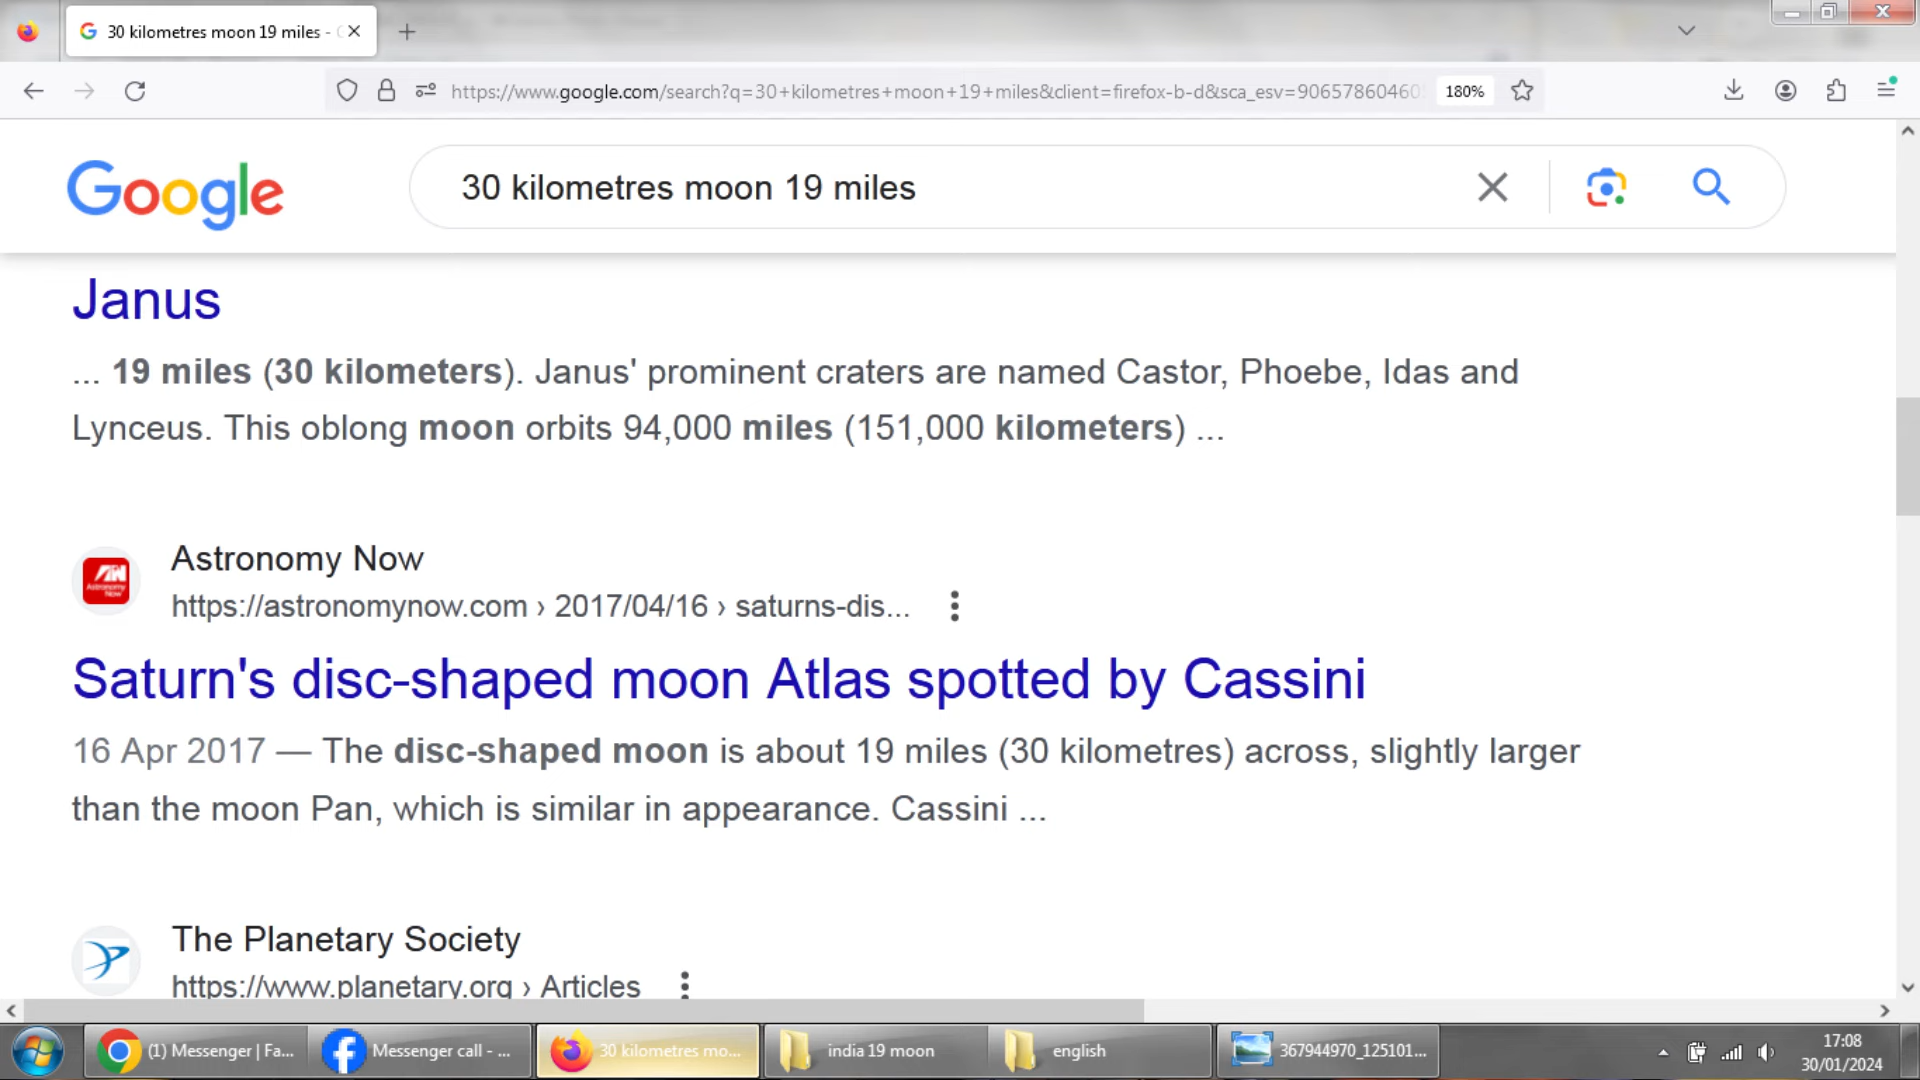 30 kilometres moon 19 miles -
https://www.google.com/search?q=30+kilometres+moon+19+miles&client=firefox-b-d&sca_esv=90657860460
180%
Google
30 kilometres moon 19 miles
Janus
... 19 miles (30 kilometers). Janus' prominent craters are named Castor, Phoebe, Idas and
Lynceus. This oblong moon orbits 94,000 miles (151,000 kilometers) ...
Astronomy Now
https://astronomynow.com › 2017/04/16 › saturns-dis...
Saturn's disc-shaped moon Atlas spotted by Cassini
16 Apr 2017 — The disc-shaped moon is about 19 miles (30 kilometres) across, slightly larger
than the moon Pan, which is similar in appearance. Cassini ...
The Planetary Society
https://www.planetary.org › Articles
(1) Messenger | Fa...
Messenger call - ...
30 kilometres mo...
india 19 moon
english
367944970_125101...
17:08
30/01/2024